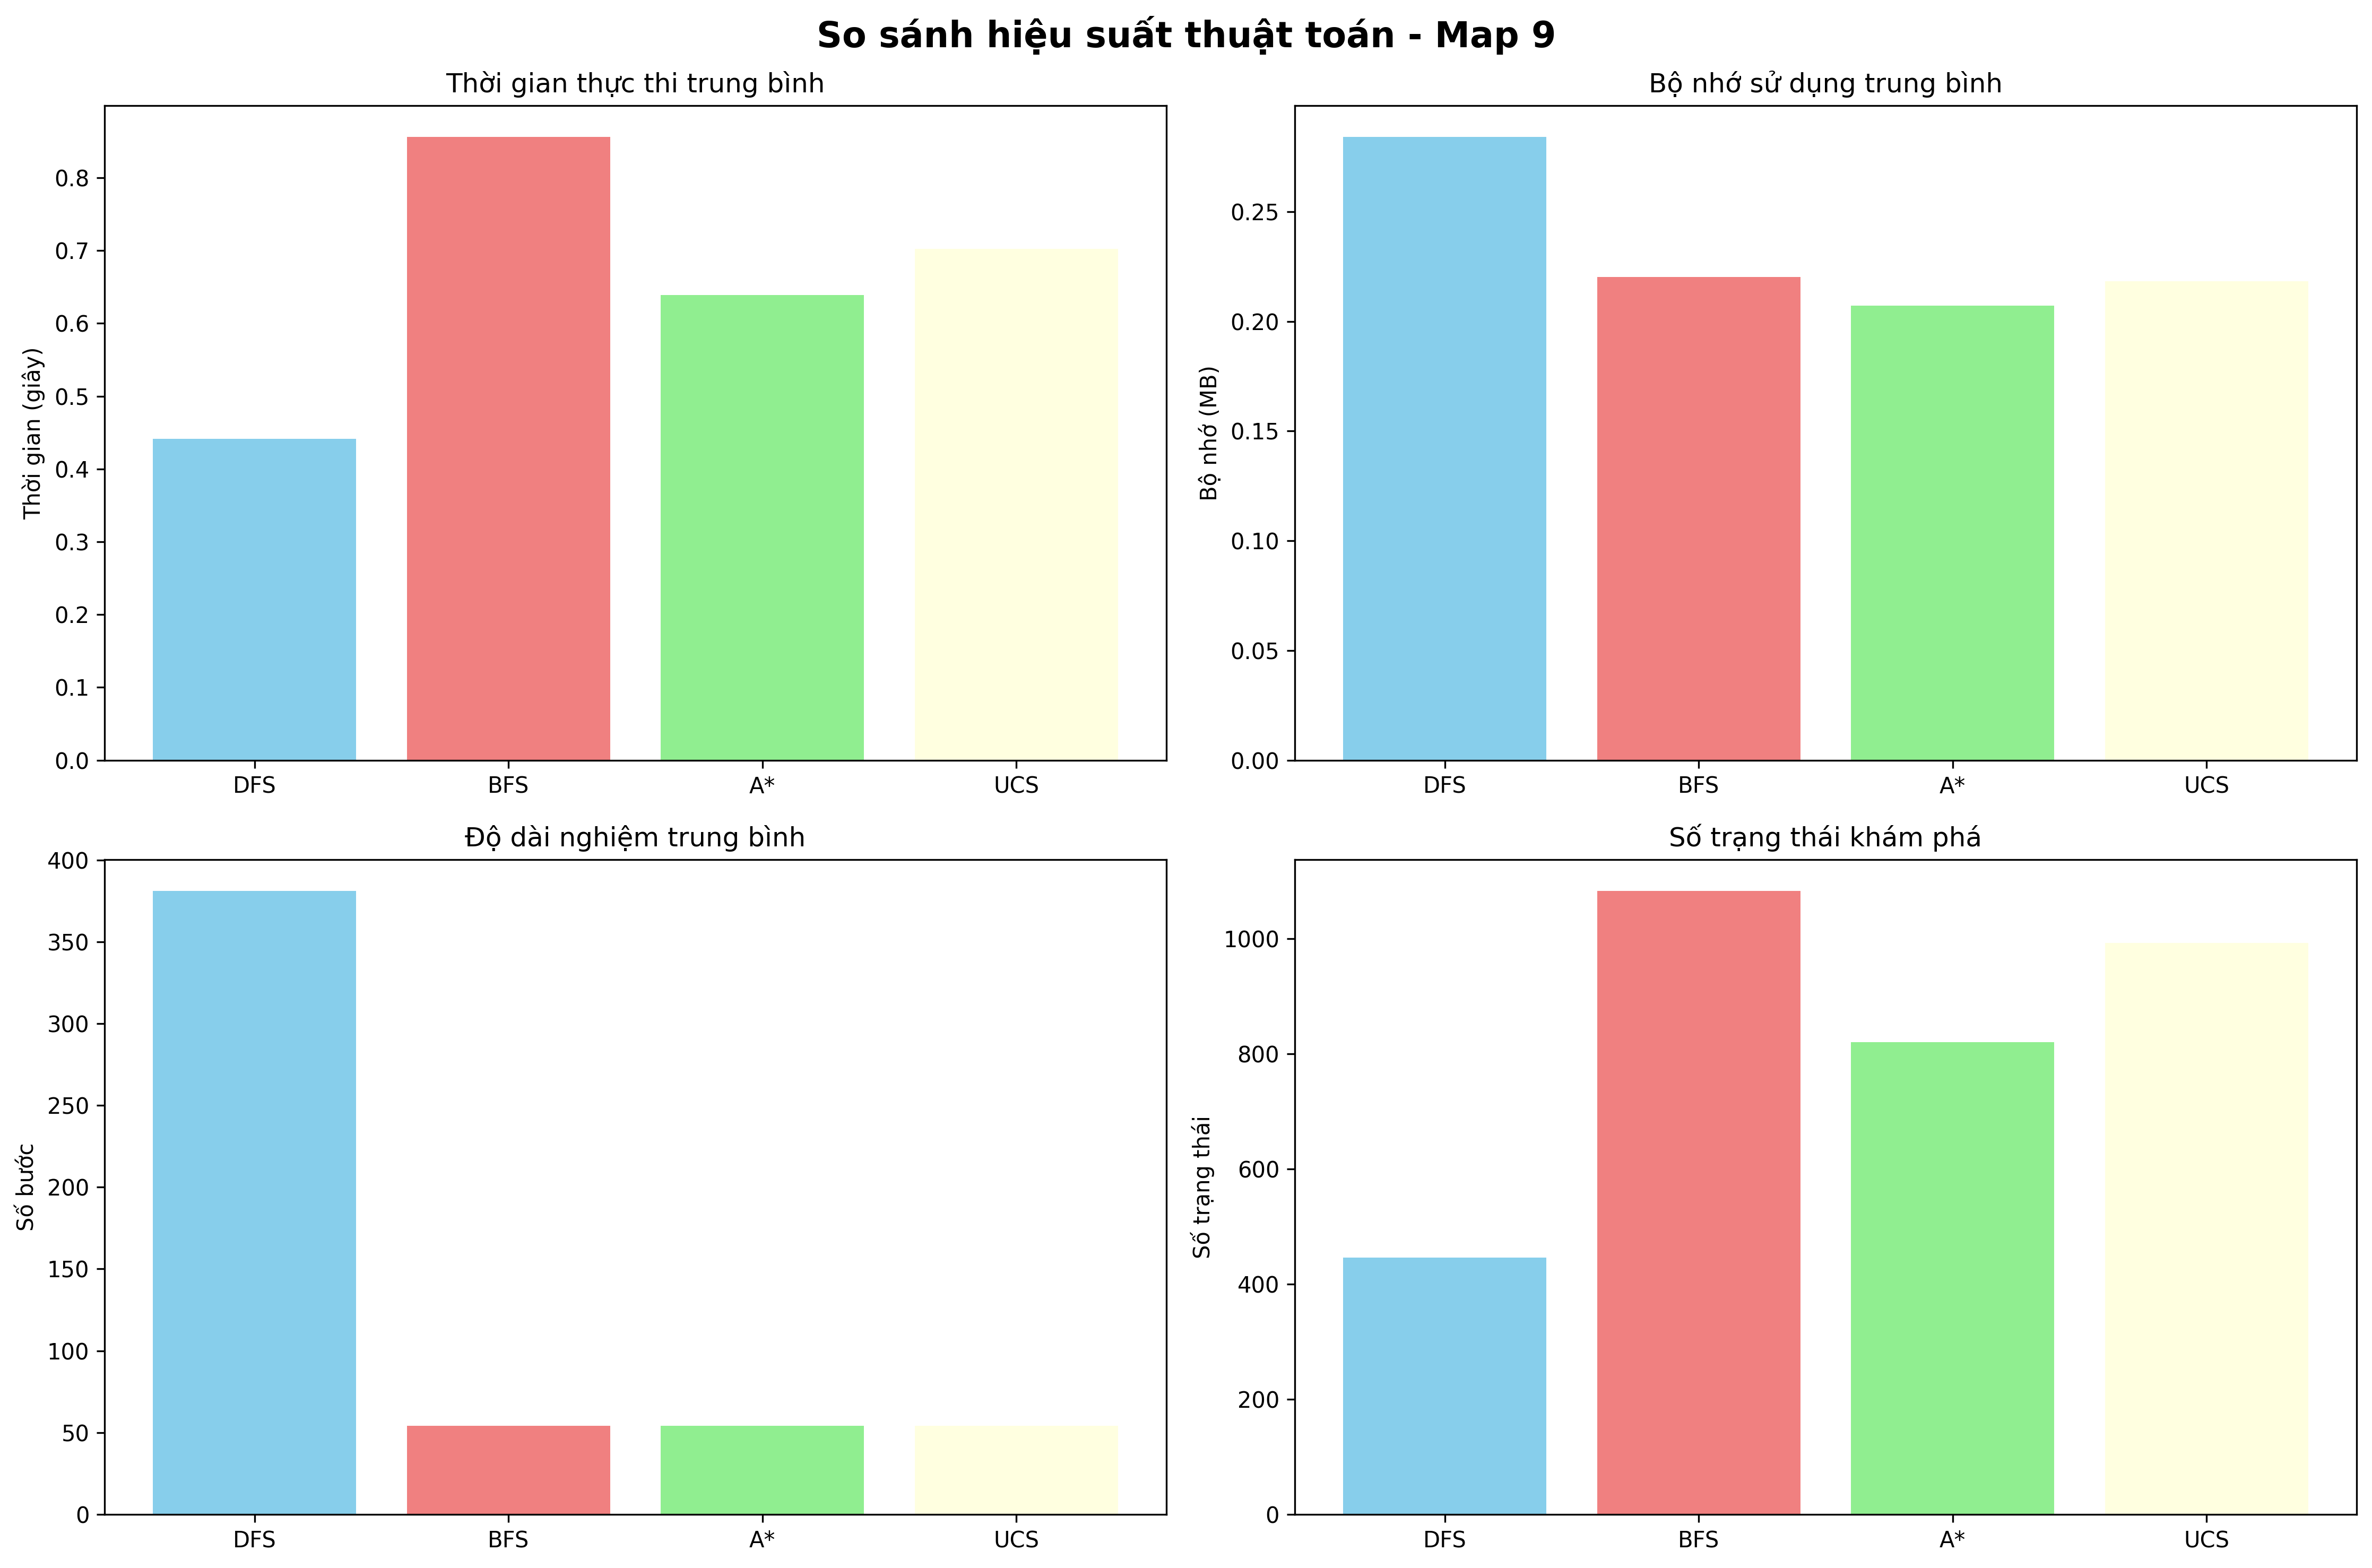 So sánh hiệu suất thuật toán - Map 9
Thời gian thực thi trung bình
Thời gian (giây)
0.8
0.7
0.6
0.5
0.4
0.3
0.2
0.1
0.0
DFS BFS A* UCS
Bộ nhớ sử dụng trung bình
Bộ nhớ (MB)
0.25
0.20
0.15
0.10
0.05
0.00
DFS BFS A* UCS
Độ dài nghiệm trung bình
Số bước
400
350
300
250
200
150
100
50
0
DFS BFS A* UCS
Số trạng thái khám phá
Số trạng thái
1000
800
600
400
200
0
DFS BFS A* UCS